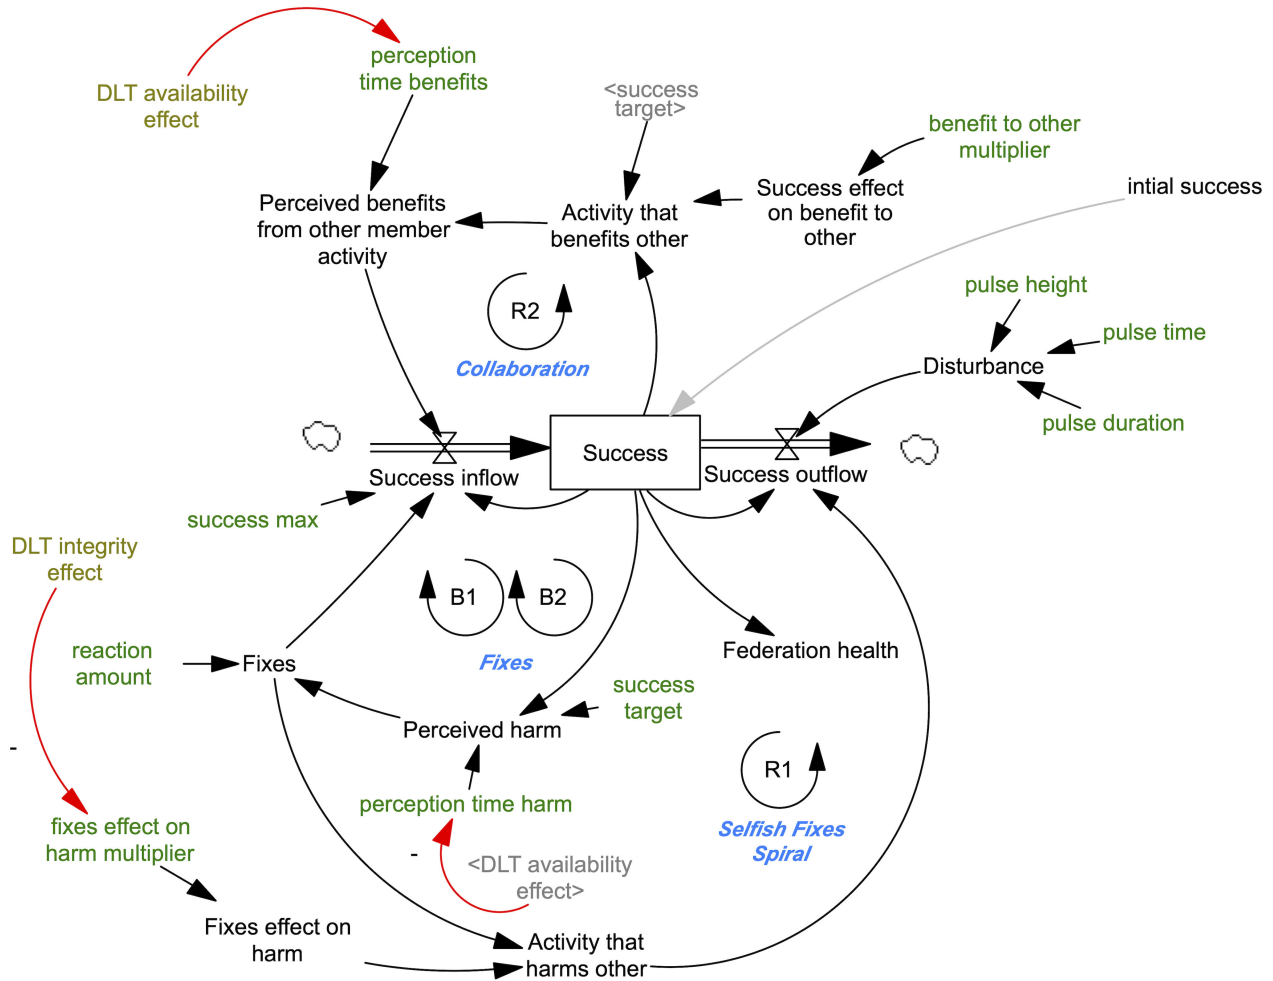 perception
time benefits
DLT availability
effect
<success
target>
benefit to other
multiplier
Success effect
on benefit to
other
intial success
Perceived benefits
from other member
activity
Activity that
benefits other
pulse height
R2
pulse time
Collaboration
Disturbance
pulse duration
Success
Success inflow
Success outflow
success max
DLT integrity
effect
B1
B2
reaction
amount
Fixes
Fixes
Federation health
success
target
Perceived harm
-
R1
perception time harm
fixes effect on
harm multiplier
Selfish Fixes
Spiral
-
<DLT availability
effect>
Fixes effect on
harm
Activity that
harms other